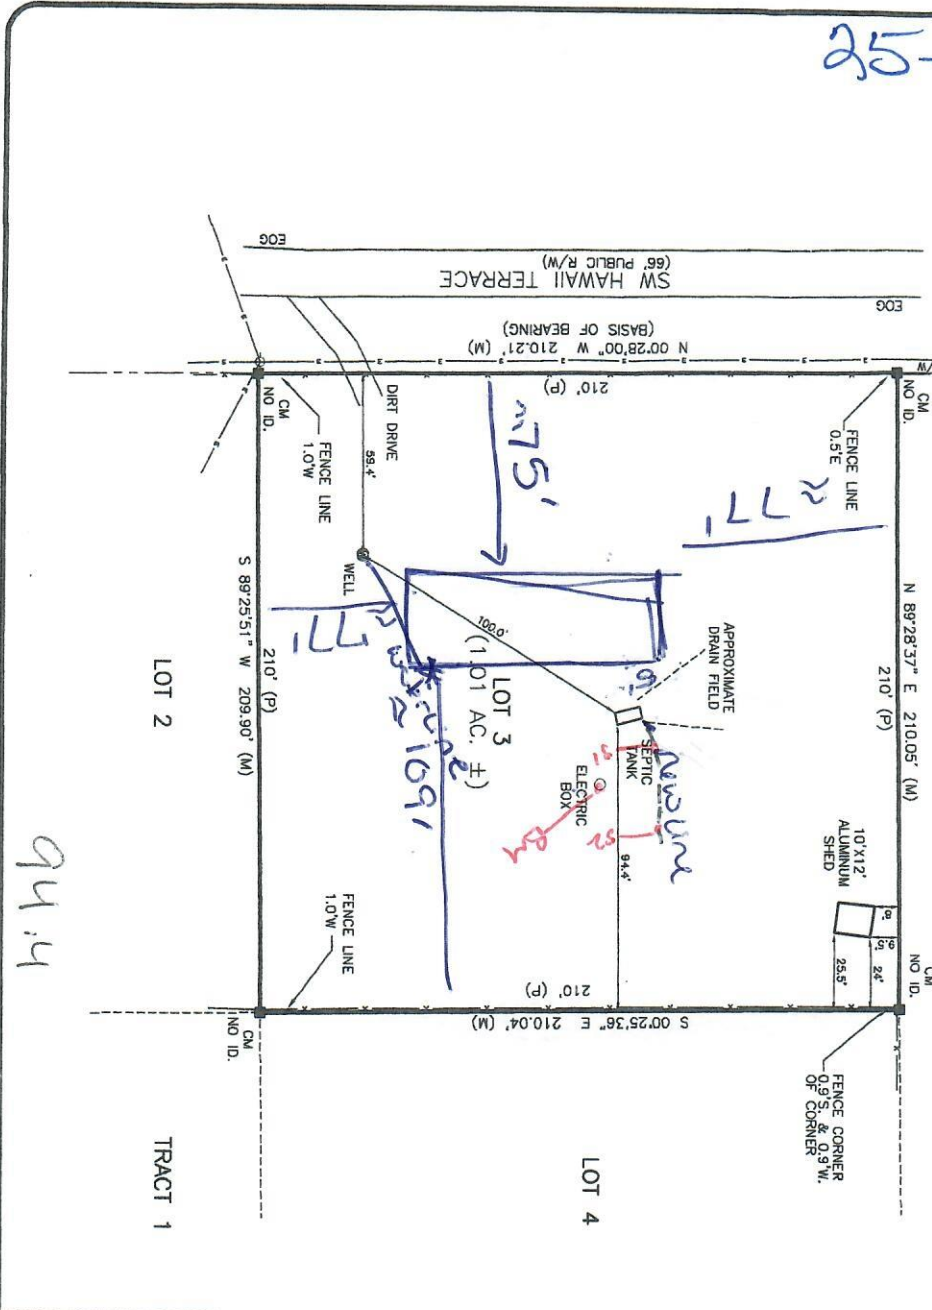 25-
EOG
SW HAWAII TERRACE
(66' PUBLIC R/W)
EOG
N 00°28'00" W 210.21' (M)
(BASIS OF BEARING)
210' (P)
CM
NO ID.
FENCE LINE
1.0'W
DIRT DRIVE
59.4'
WELL
CM
NO ID.
FENCE LINE
0.5'E
≈75'
≈ 77'
77'
N 89°28'37" E 210.05' (M)
210' (P)
APPROXIMATE
DRAIN FIELD
100.0'
LOT 3
(1.01 AC. ±)
SEPTIC
TANK
ELECTRIC
BOX
new line
S1
S2
≈ 109'
94.4'
10'X12'
ALUMINUM
SHED
8'
9.5'
24'
25.5'
CM
NO ID.
FENCE CORNER
0.9'S. & 0.9'W.
OF CORNER
S 89°25'51" W 209.90' (M)
210' (P)
LOT 2
FENCE LINE
1.0'W
210' (P)
S 00°25'36" E 210.04' (M)
CM
NO ID.
LOT 4
TRACT 1
94.4